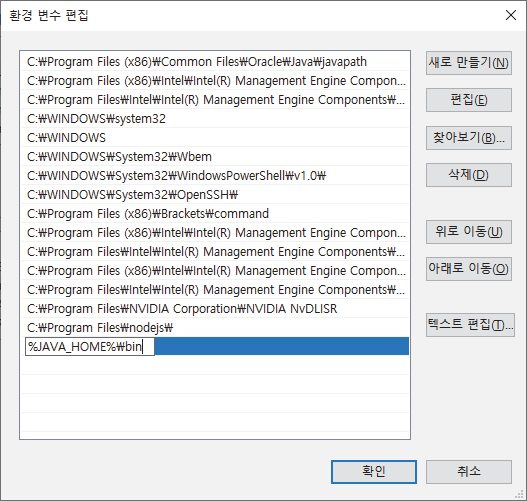 환경 변수 편집
C:₩Program Files (x86)₩Common Files₩Oracle₩Java₩javapath
C:₩Program Files (x86)₩Intel₩Intel(R) Management Engine Compon...
C:₩Program Files₩Intel₩Intel(R) Management Engine Components₩...
C:₩WINDOWS₩system32
C:₩WINDOWS
C:₩WINDOWS₩System32₩Wbem
C:₩WINDOWS₩System32₩WindowsPowerShell₩v1.0₩
C:₩WINDOWS₩System32₩OpenSSH₩
C:₩Program Files (x86)₩Brackets₩command
C:₩Program Files (x86)₩Intel₩Intel(R) Management Engine Compon...
C:₩Program Files₩Intel₩Intel(R) Management Engine Components₩...
C:₩Program Files (x86)₩Intel₩Intel(R) Management Engine Compon...
C:₩Program Files₩Intel₩Intel(R) Management Engine Components₩...
C:₩Program Files₩NVIDIA Corporation₩NVIDIA NvDLISR
C:₩Program Files₩nodejs₩
%JAVA_HOME%₩bin
새로 만들기(N)
편집(E)
찾아보기(B)...
삭제(D)
위로 이동(U)
아래로 이동(O)
텍스트 편집(T)...
확인
취소